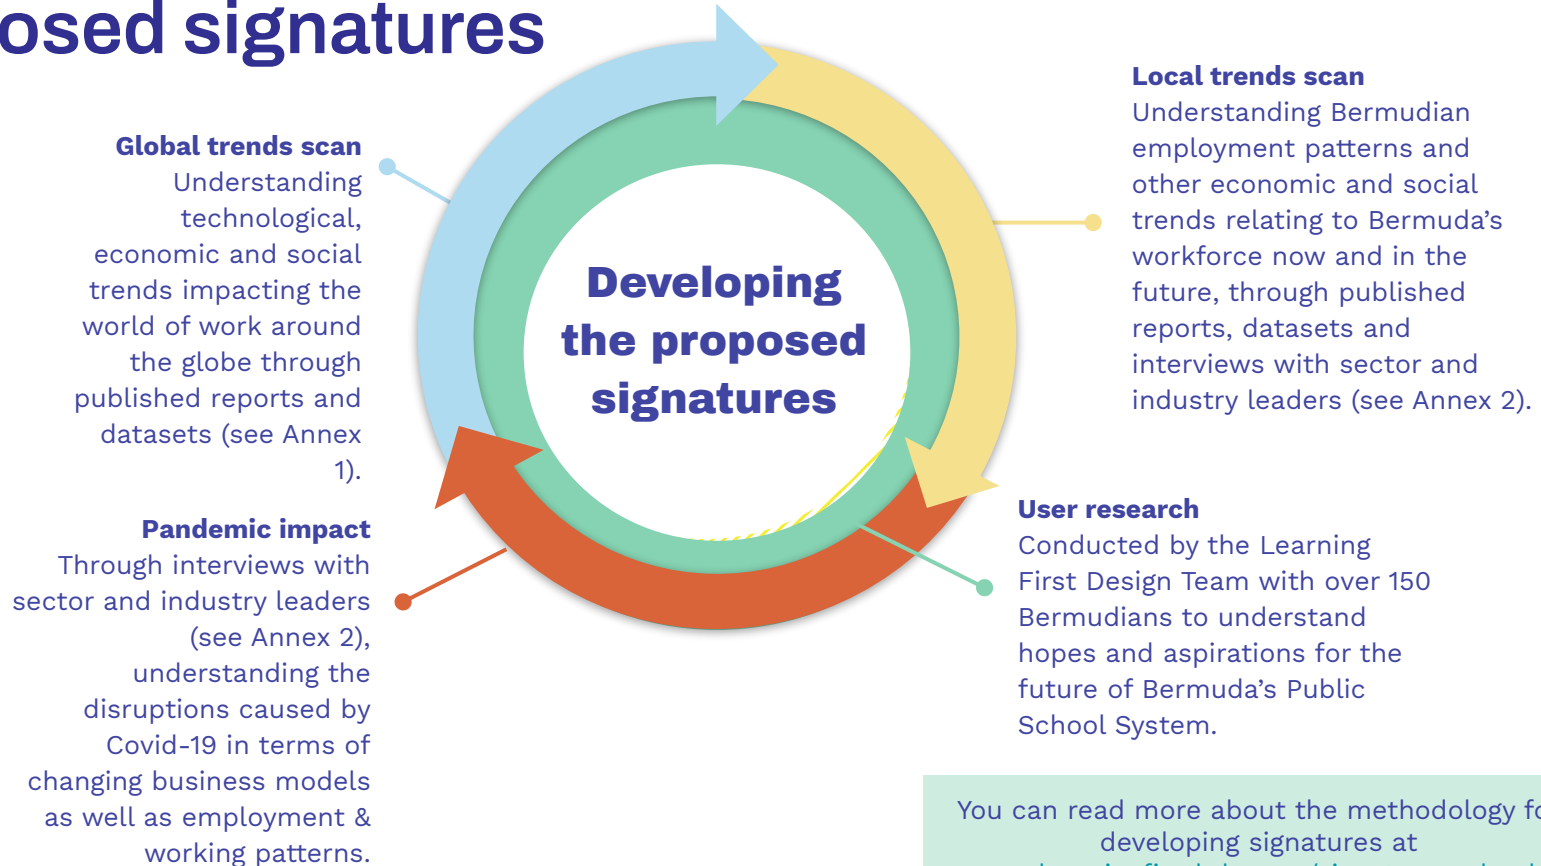 osed signatures
Global trends scan
Understanding
technological,
economic and social
trends impacting the
world of work around
the globe through
published reports and
datasets (see Annex
1).
Pandemic impact
Through interviews with
sector and industry leaders
(see Annex 2),
understanding the
disruptions caused by
Covid-19 in terms of
changing business models
as well as employment &
working patterns.
Developing
the proposed
signatures
Local trends scan
Understanding Bermudian
employment patterns and
other economic and social
trends relating to Bermuda’s
workforce now and in the
future, through published
reports, datasets and
interviews with sector and
industry leaders (see Annex 2).
User research
Conducted by the Learning
First Design Team with over 150
Bermudians to understand
hopes and aspirations for the
future of Bermuda’s Public
School System.
You can read more about the methodology fo
developing signatures at